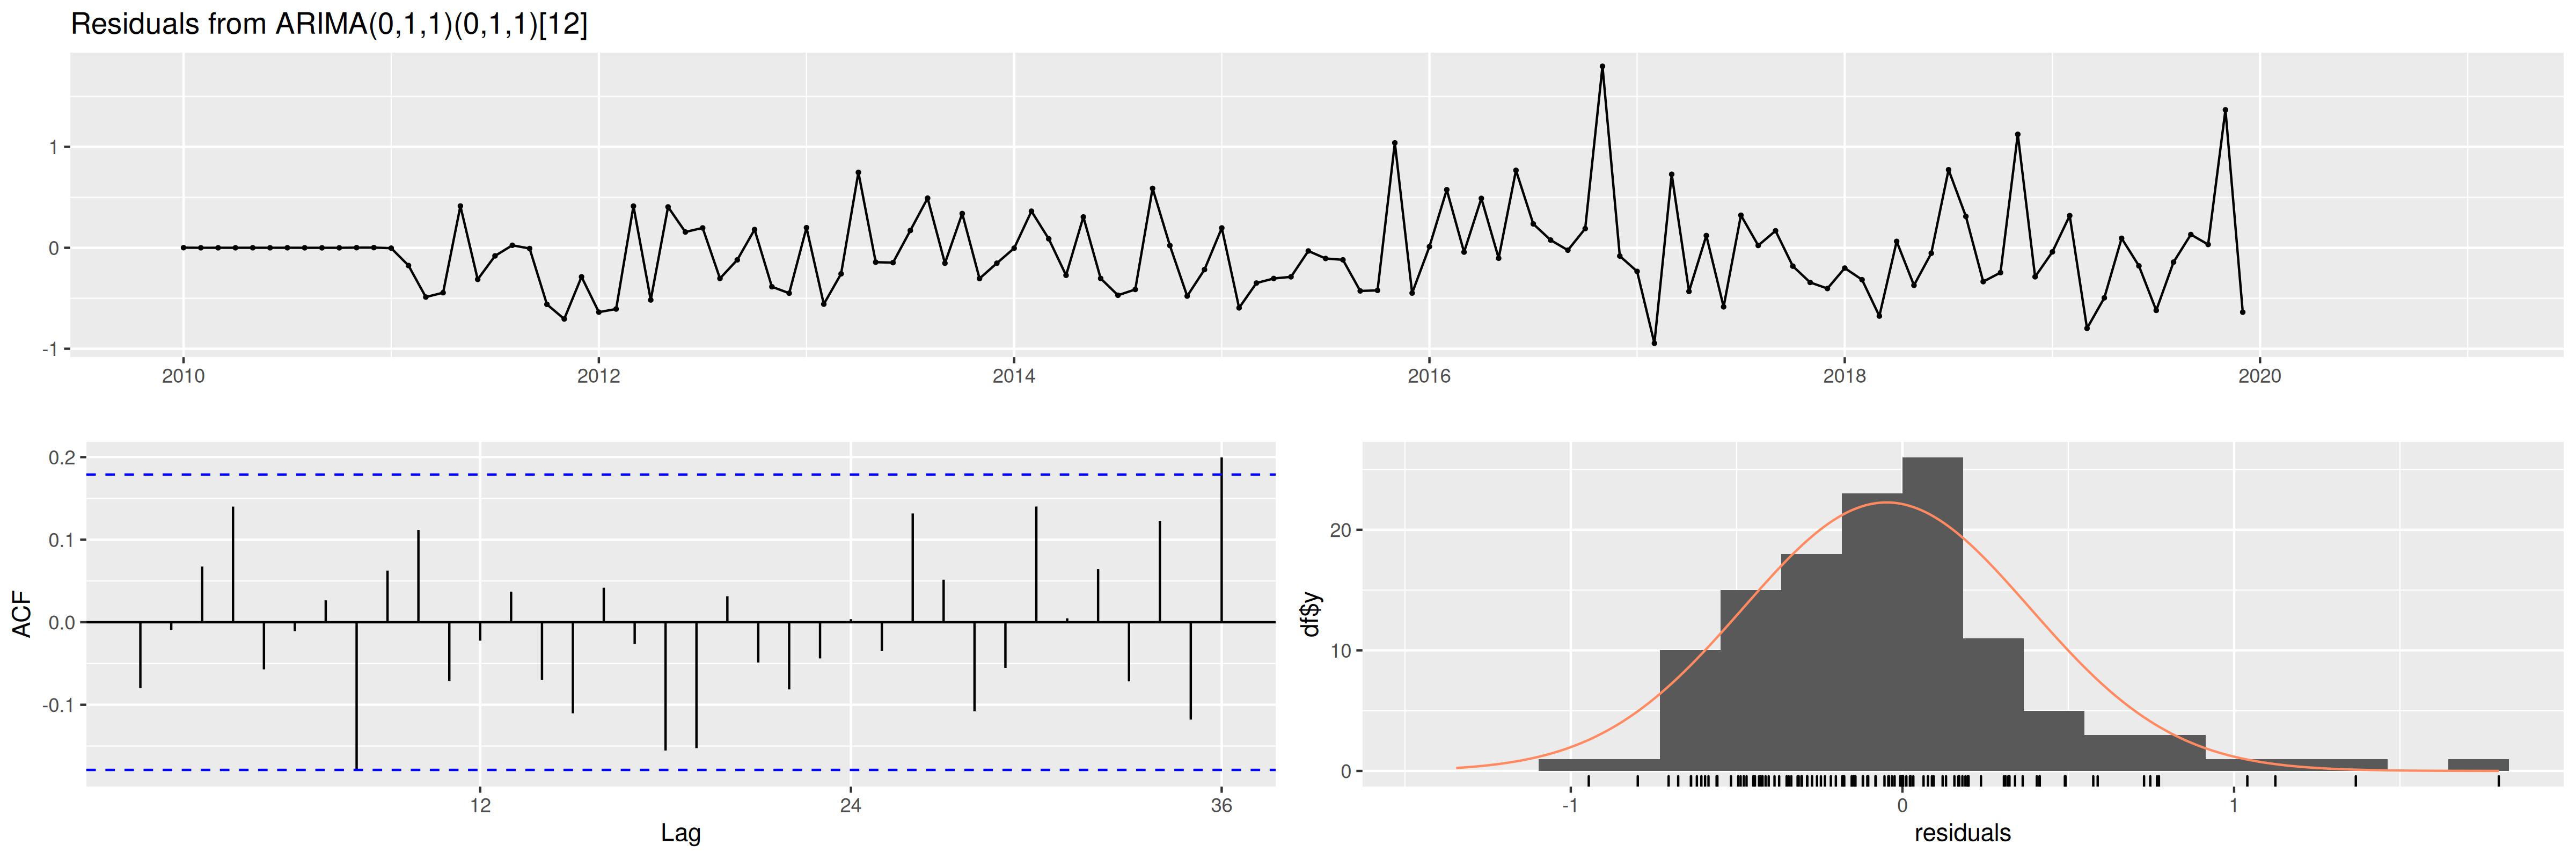 Residuals from ARIMA(0,1,1)(0,1,1)[12]
1
0
-1
2010 2012 2014 2016 2018 2020
0.2
0.1
0.0
-0.1
ACF
12 24 36
Lag
20
10
0
df$y
-1 0 1
residuals